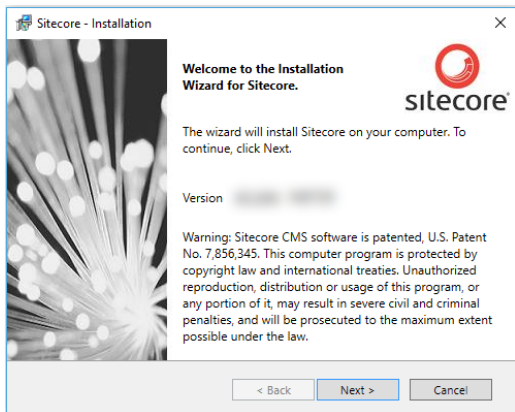 Sitecore - Installation
Welcome to the Installation
Wizard for Sitecore.
sitecore
The wizard will install Sitecore on your computer. To
continue, click Next.
Version
Warning: Sitecore CMS software is patented, U.S. Patent
No. 7,856,345. This computer program is protected by
copyright law and international treaties. Unauthorized
reproduction, distribution or usage of this program, or
any portion of it, may result in severe civil and criminal
penalties, and will be prosecuted to the maximum extent
possible under the law.
< Back Next > Cancel